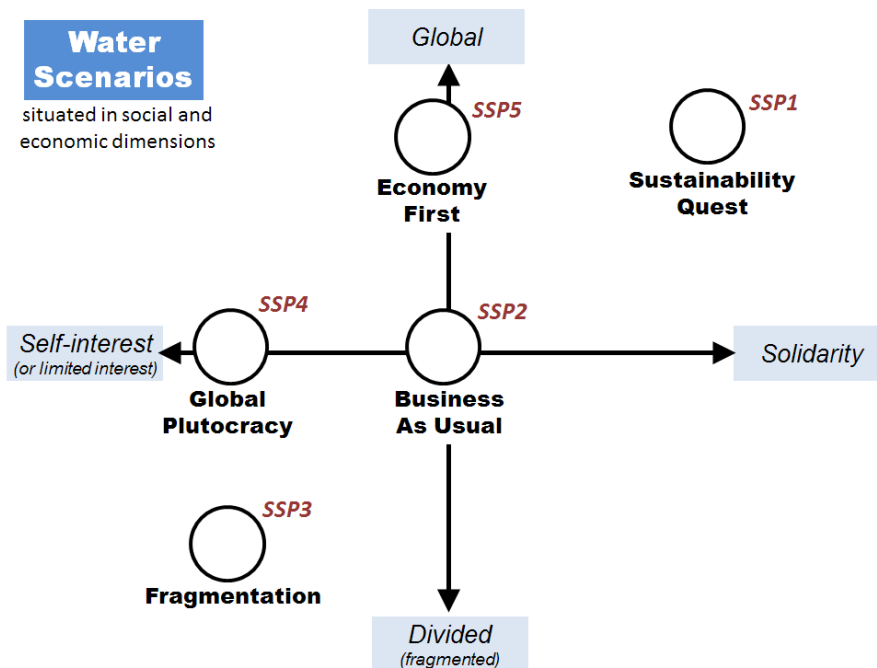 Water
Scenarios
situated in social and
economic dimensions
Global
SSP5
Economy
First
SSP1
Sustainability
Quest
SSP4
Global
Plutocracy
SSP2
Business
As Usual
Self-interest
(or limited interest)
Solidarity
SSP3
Fragmentation
Divided
(fragmented)